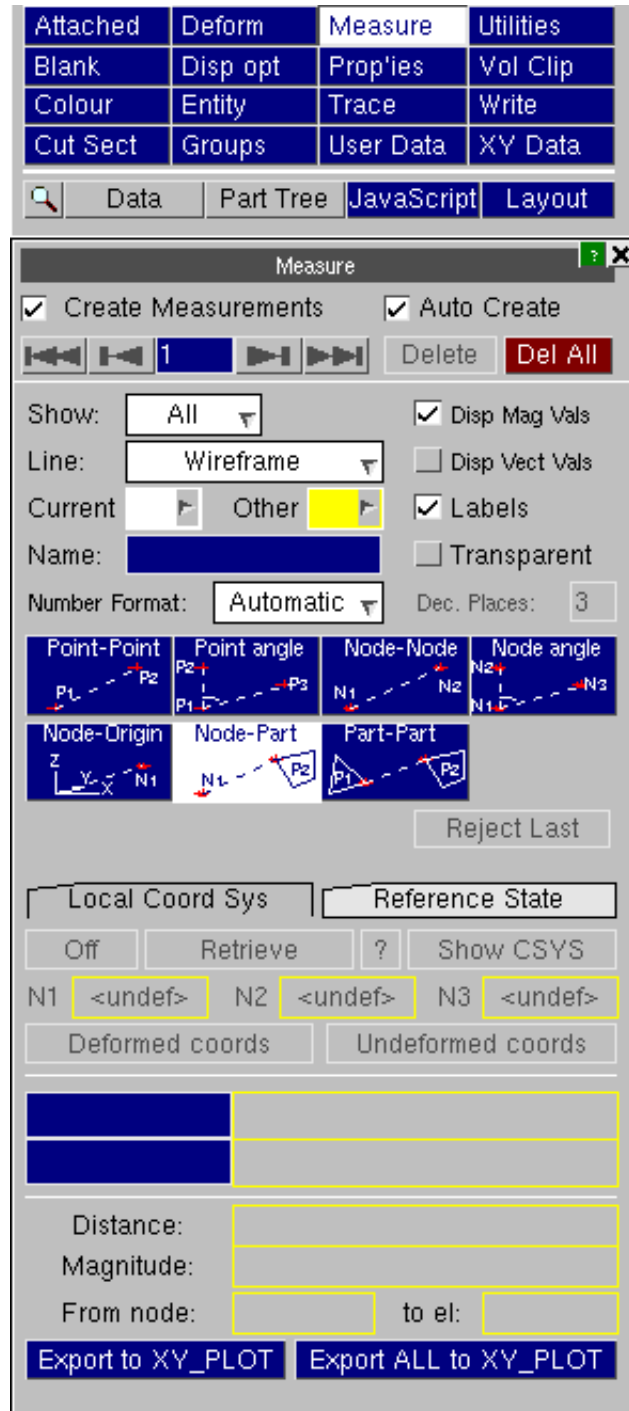 Attached Deform Measure Utilities
Blank Disp opt Prop'ies Vol Clip
Colour Entity Trace Write
Cut Sect Groups User Data XY Data
Data Part Tree JavaScript Layout
Measure ?
Create Measurements Auto Create
1 Delete Del All
Show: All Disp Mag Vals
Line: Wireframe Disp Vect Vals
Current Other Labels
Name: Transparent
Number Format: Automatic Dec. Places: 3
Point-Point Point angle Node-Node Node angle
P1 P2 P2 P1 P3 N1 N2 N2 N1 N3
Node-Origin Node-Part Part-Part
Z Y X N1 N1 P2 P1 P2
Reject Last
Local Coord Sys Reference State
Off Retrieve ? Show CSYS
N1 <undef> N2 <undef> N3 <undef>
Deformed coords Undeformed coords
Distance:
Magnitude:
From node: to el:
Export to XY_PLOT Export ALL to XY_PLOT